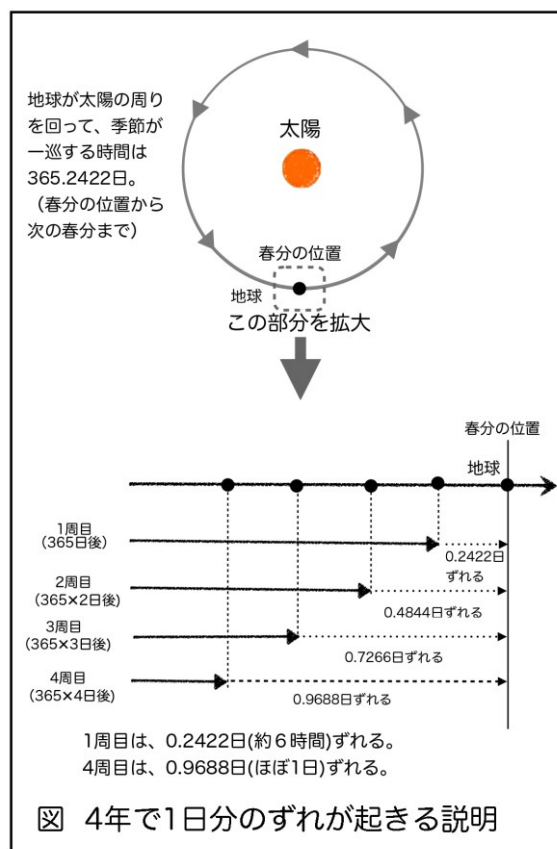 地球が太陽の周り
を回って、季節が
一巡する時間は
365.2422日。
（春分の位置から
次の春分まで）
太陽
春分の位置
地球
この部分を拡大
春分の位置
地球
1周目
(365日後)
0.2422日
ずれる
2周目
(365×2日後)
0.4844日ずれる
3周目
(365×3日後)
0.7266日ずれる
4周目
(365×4日後)
0.9688日ずれる
1周目は、0.2422日(約６時間)ずれる。
4周目は、0.9688日(ほぼ1日)ずれる。
図 4年で1日分のずれが起きる説明